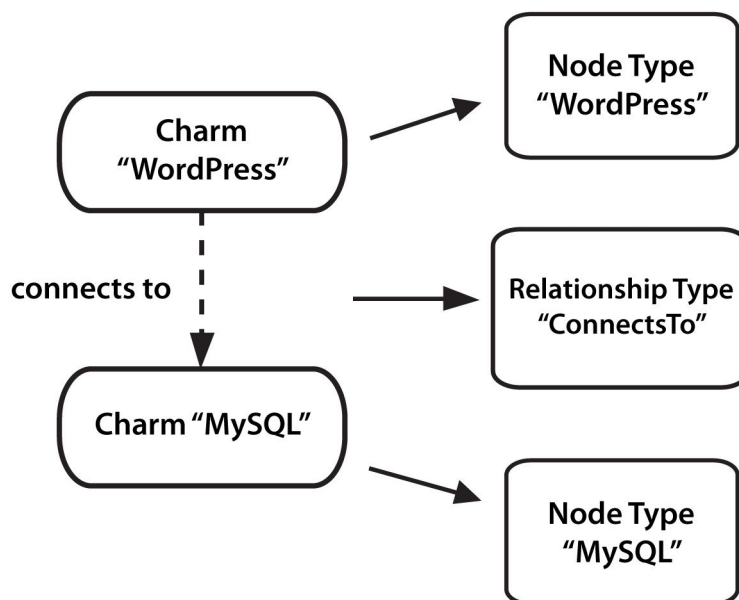 Charm
“WordPress”
connects to
Charm “MySQL”
Node Type
“WordPress”
Relationship Type
“ConnectsTo”
Node Type
“MySQL”